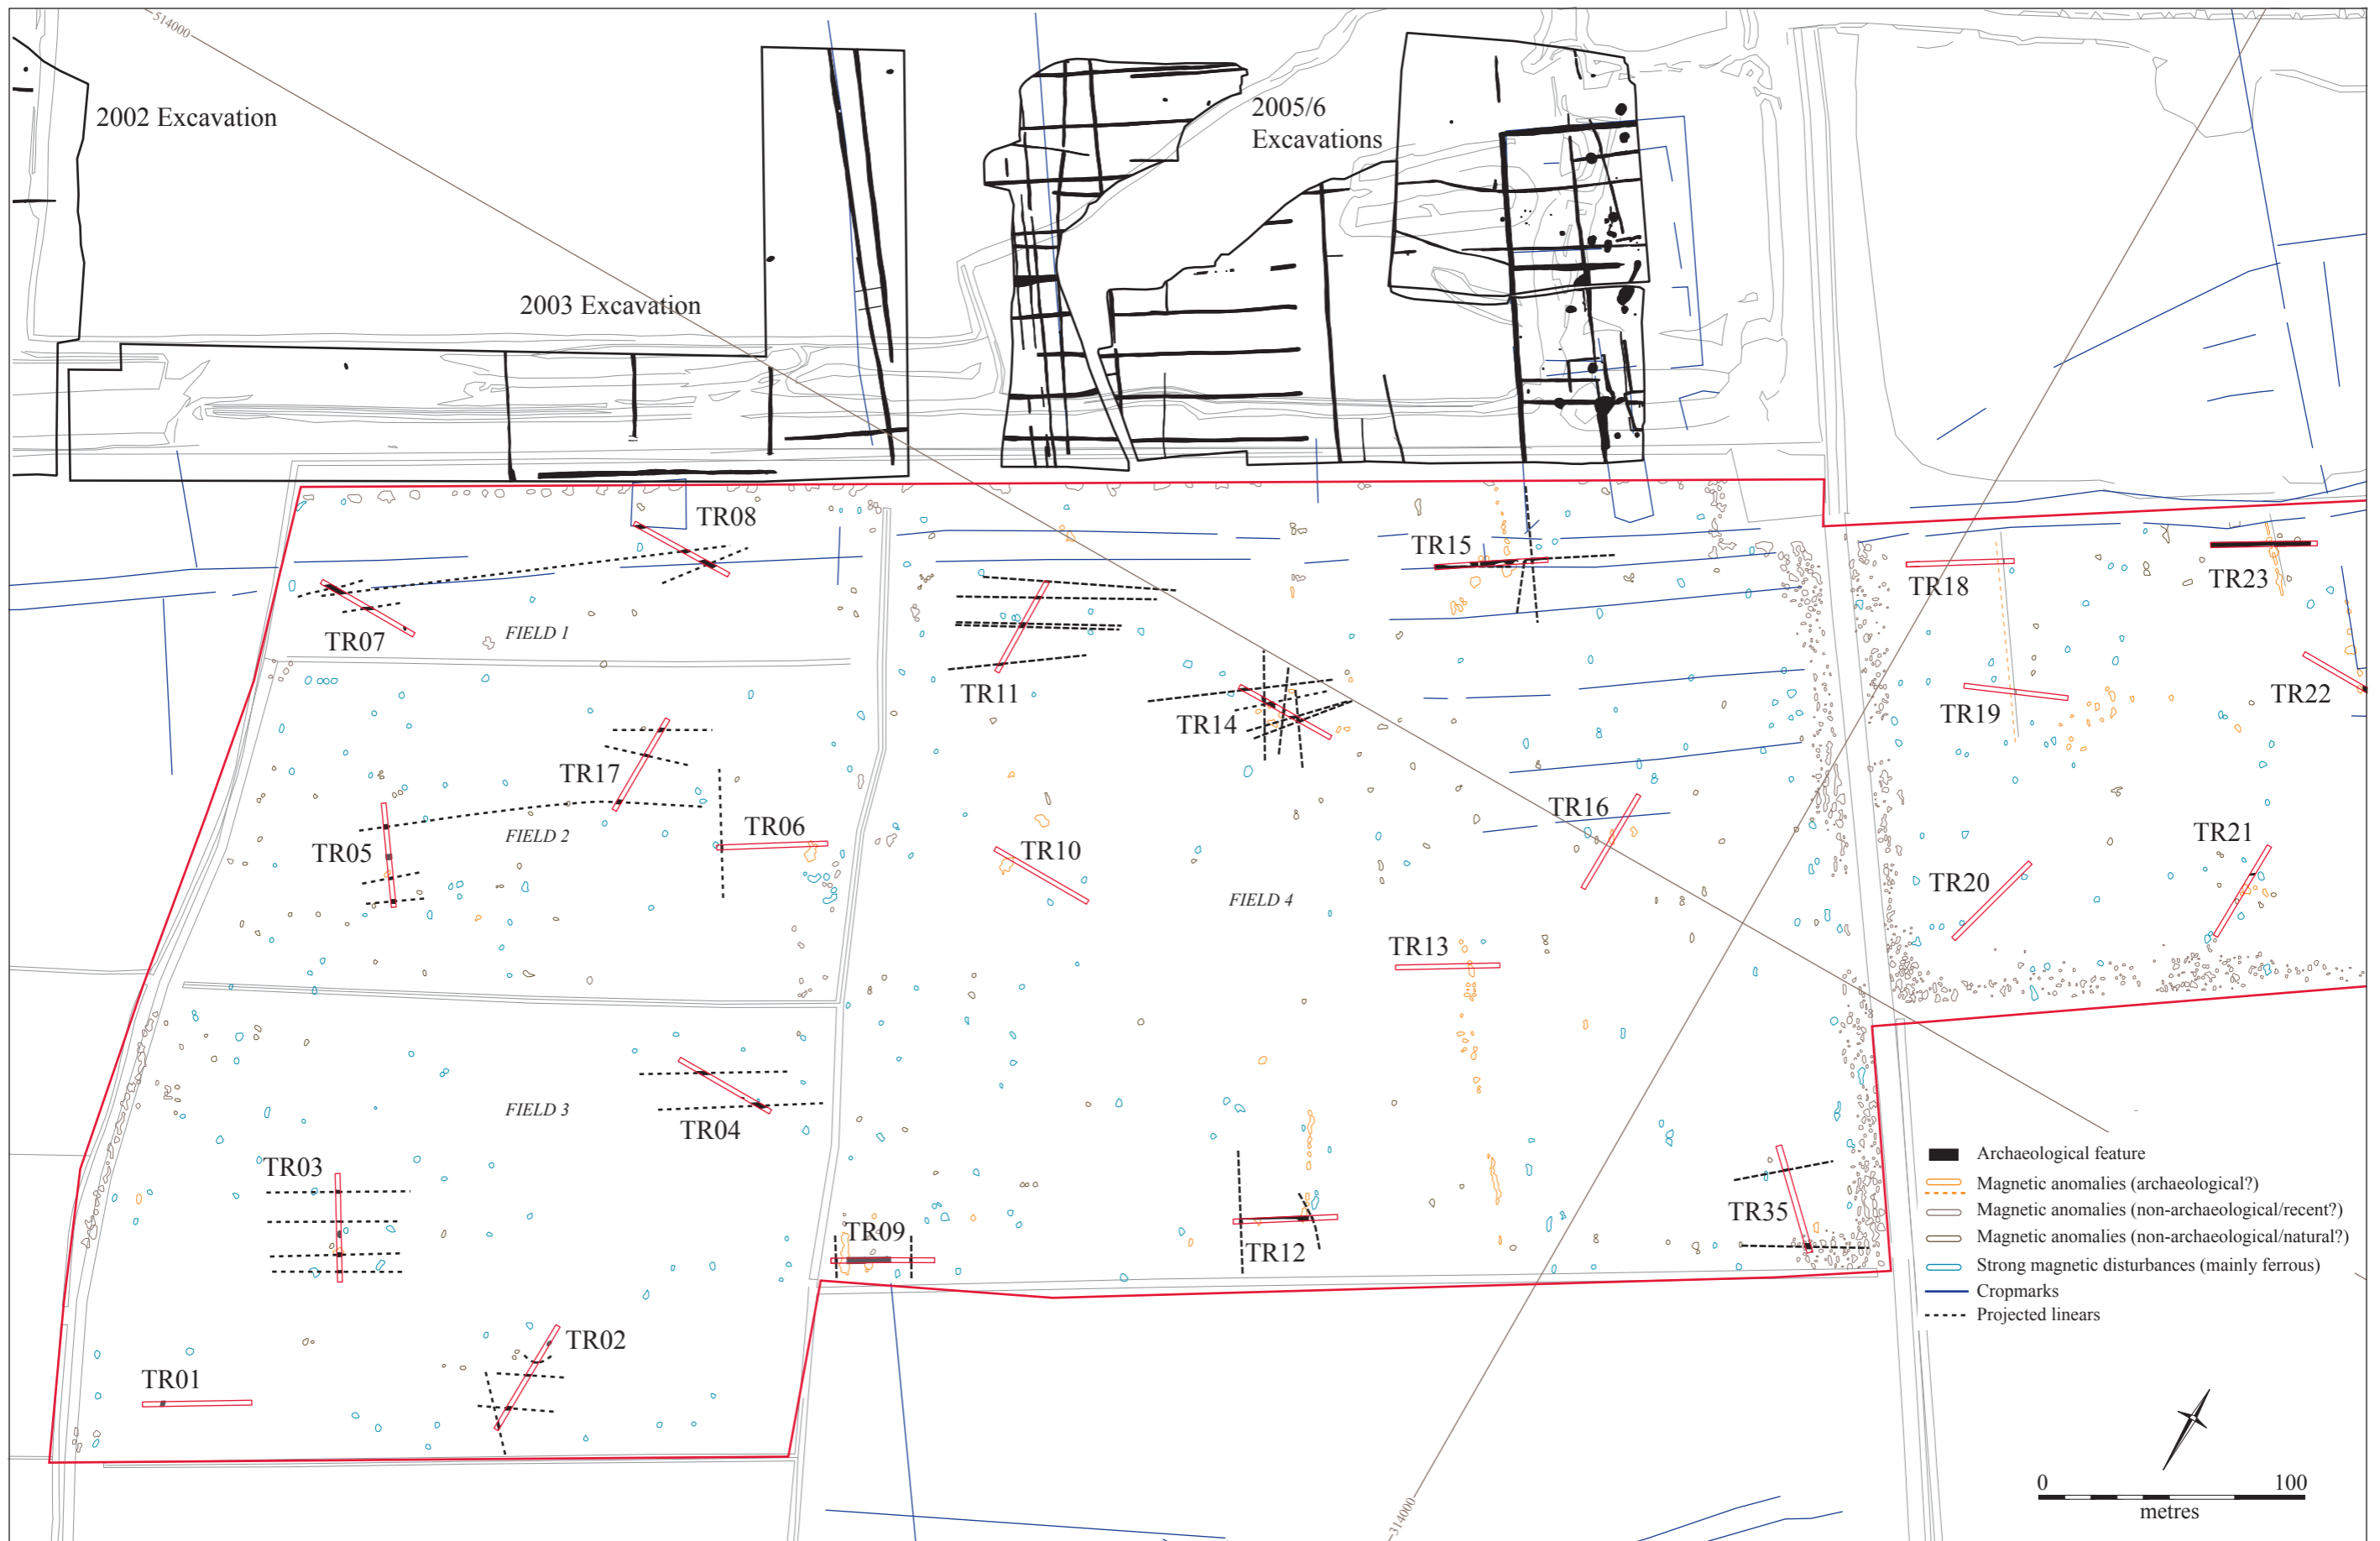 514000
2002 Excavation
2005/6
Excavations
2003 Excavation
TR08
TR15
TR18
TR23
TR07
FIELD 1
TR11
TR14
TR19
TR22
TR17
TR05
FIELD 2
TR06
TR10
TR16
TR21
TR20
FIELD 4
TR13
FIELD 3
TR04
TR03
TR09
TR12
TR35
TR02
TR01
Archaeological feature
Magnetic anomalies (archaeological?)
Magnetic anomalies (non-archaeological/recent?)
Magnetic anomalies (non-archaeological/natural?)
Strong magnetic disturbances (mainly ferrous)
Cropmarks
Projected linears
0 100
metres
314000